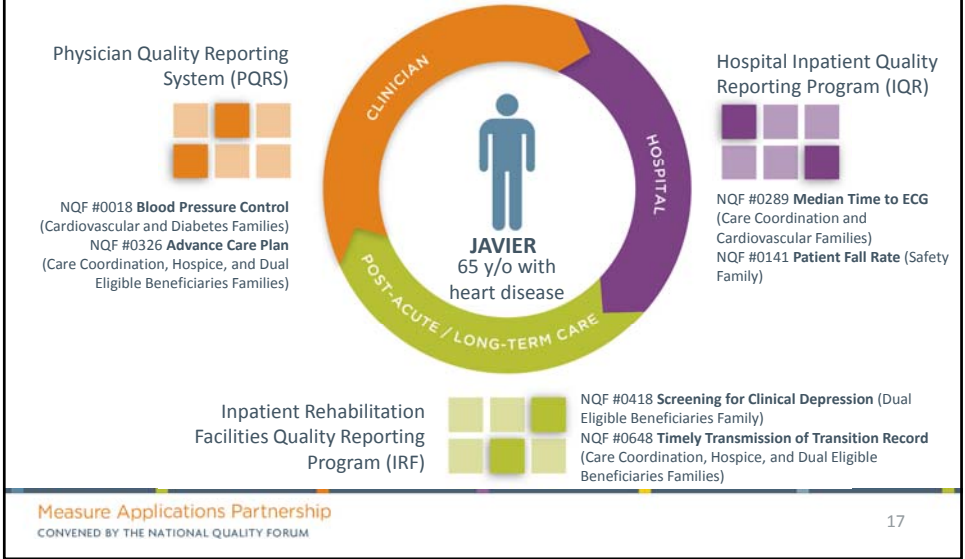 Physician Quality Reporting
System (PQRS)
NQF #0018 Blood Pressure Control
(Cardiovascular and Diabetes Families)
NQF #0326 Advance Care Plan
(Care Coordination, Hospice, and Dual
Eligible Beneficiaries Families)
CLINICIAN
HOSPITAL
POST-ACUTE / LONG-TERM CARE
JAVIER
65 y/o with
heart disease
Hospital Inpatient Quality
Reporting Program (IQR)
NQF #0289 Median Time to ECG
(Care Coordination and
Cardiovascular Families)
NQF #0141 Patient Fall Rate (Safety
Family)
Inpatient Rehabilitation
Facilities Quality Reporting
Program (IRF)
NQF #0418 Screening for Clinical Depression (Dual
Eligible Beneficiaries Family)
NQF #0648 Timely Transmission of Transition Record
(Care Coordination, Hospice, and Dual Eligible
Beneficiaries Families)
Measure Applications Partnership
CONVENED BY THE NATIONAL QUALITY FORUM
17